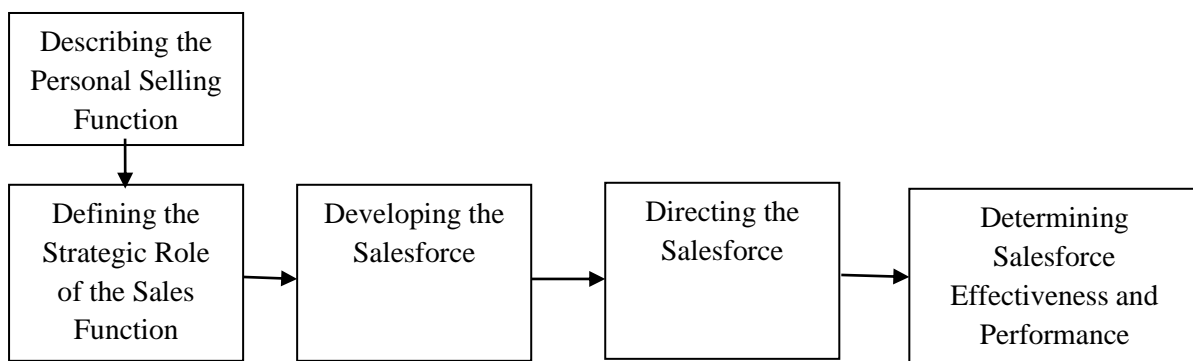 Describing the
Personal Selling
Function
Defining the
Strategic Role
of the Sales
Function
Developing the
Salesforce
Directing the
Salesforce
Determining
Salesforce
Effectiveness and
Performance